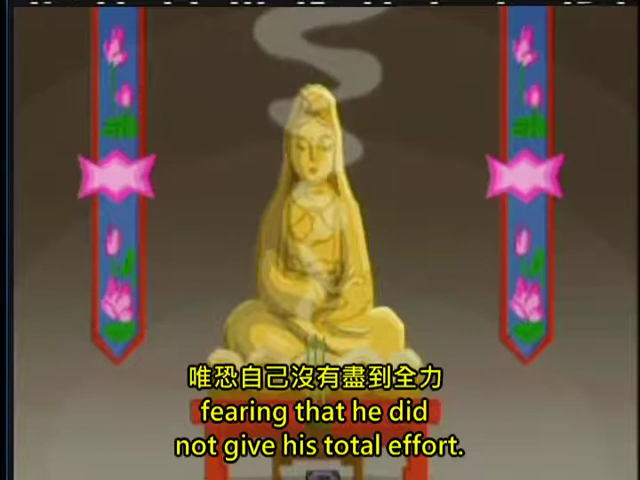 唯恐自己沒有盡到全力
fearing that he did
not give his total effort.